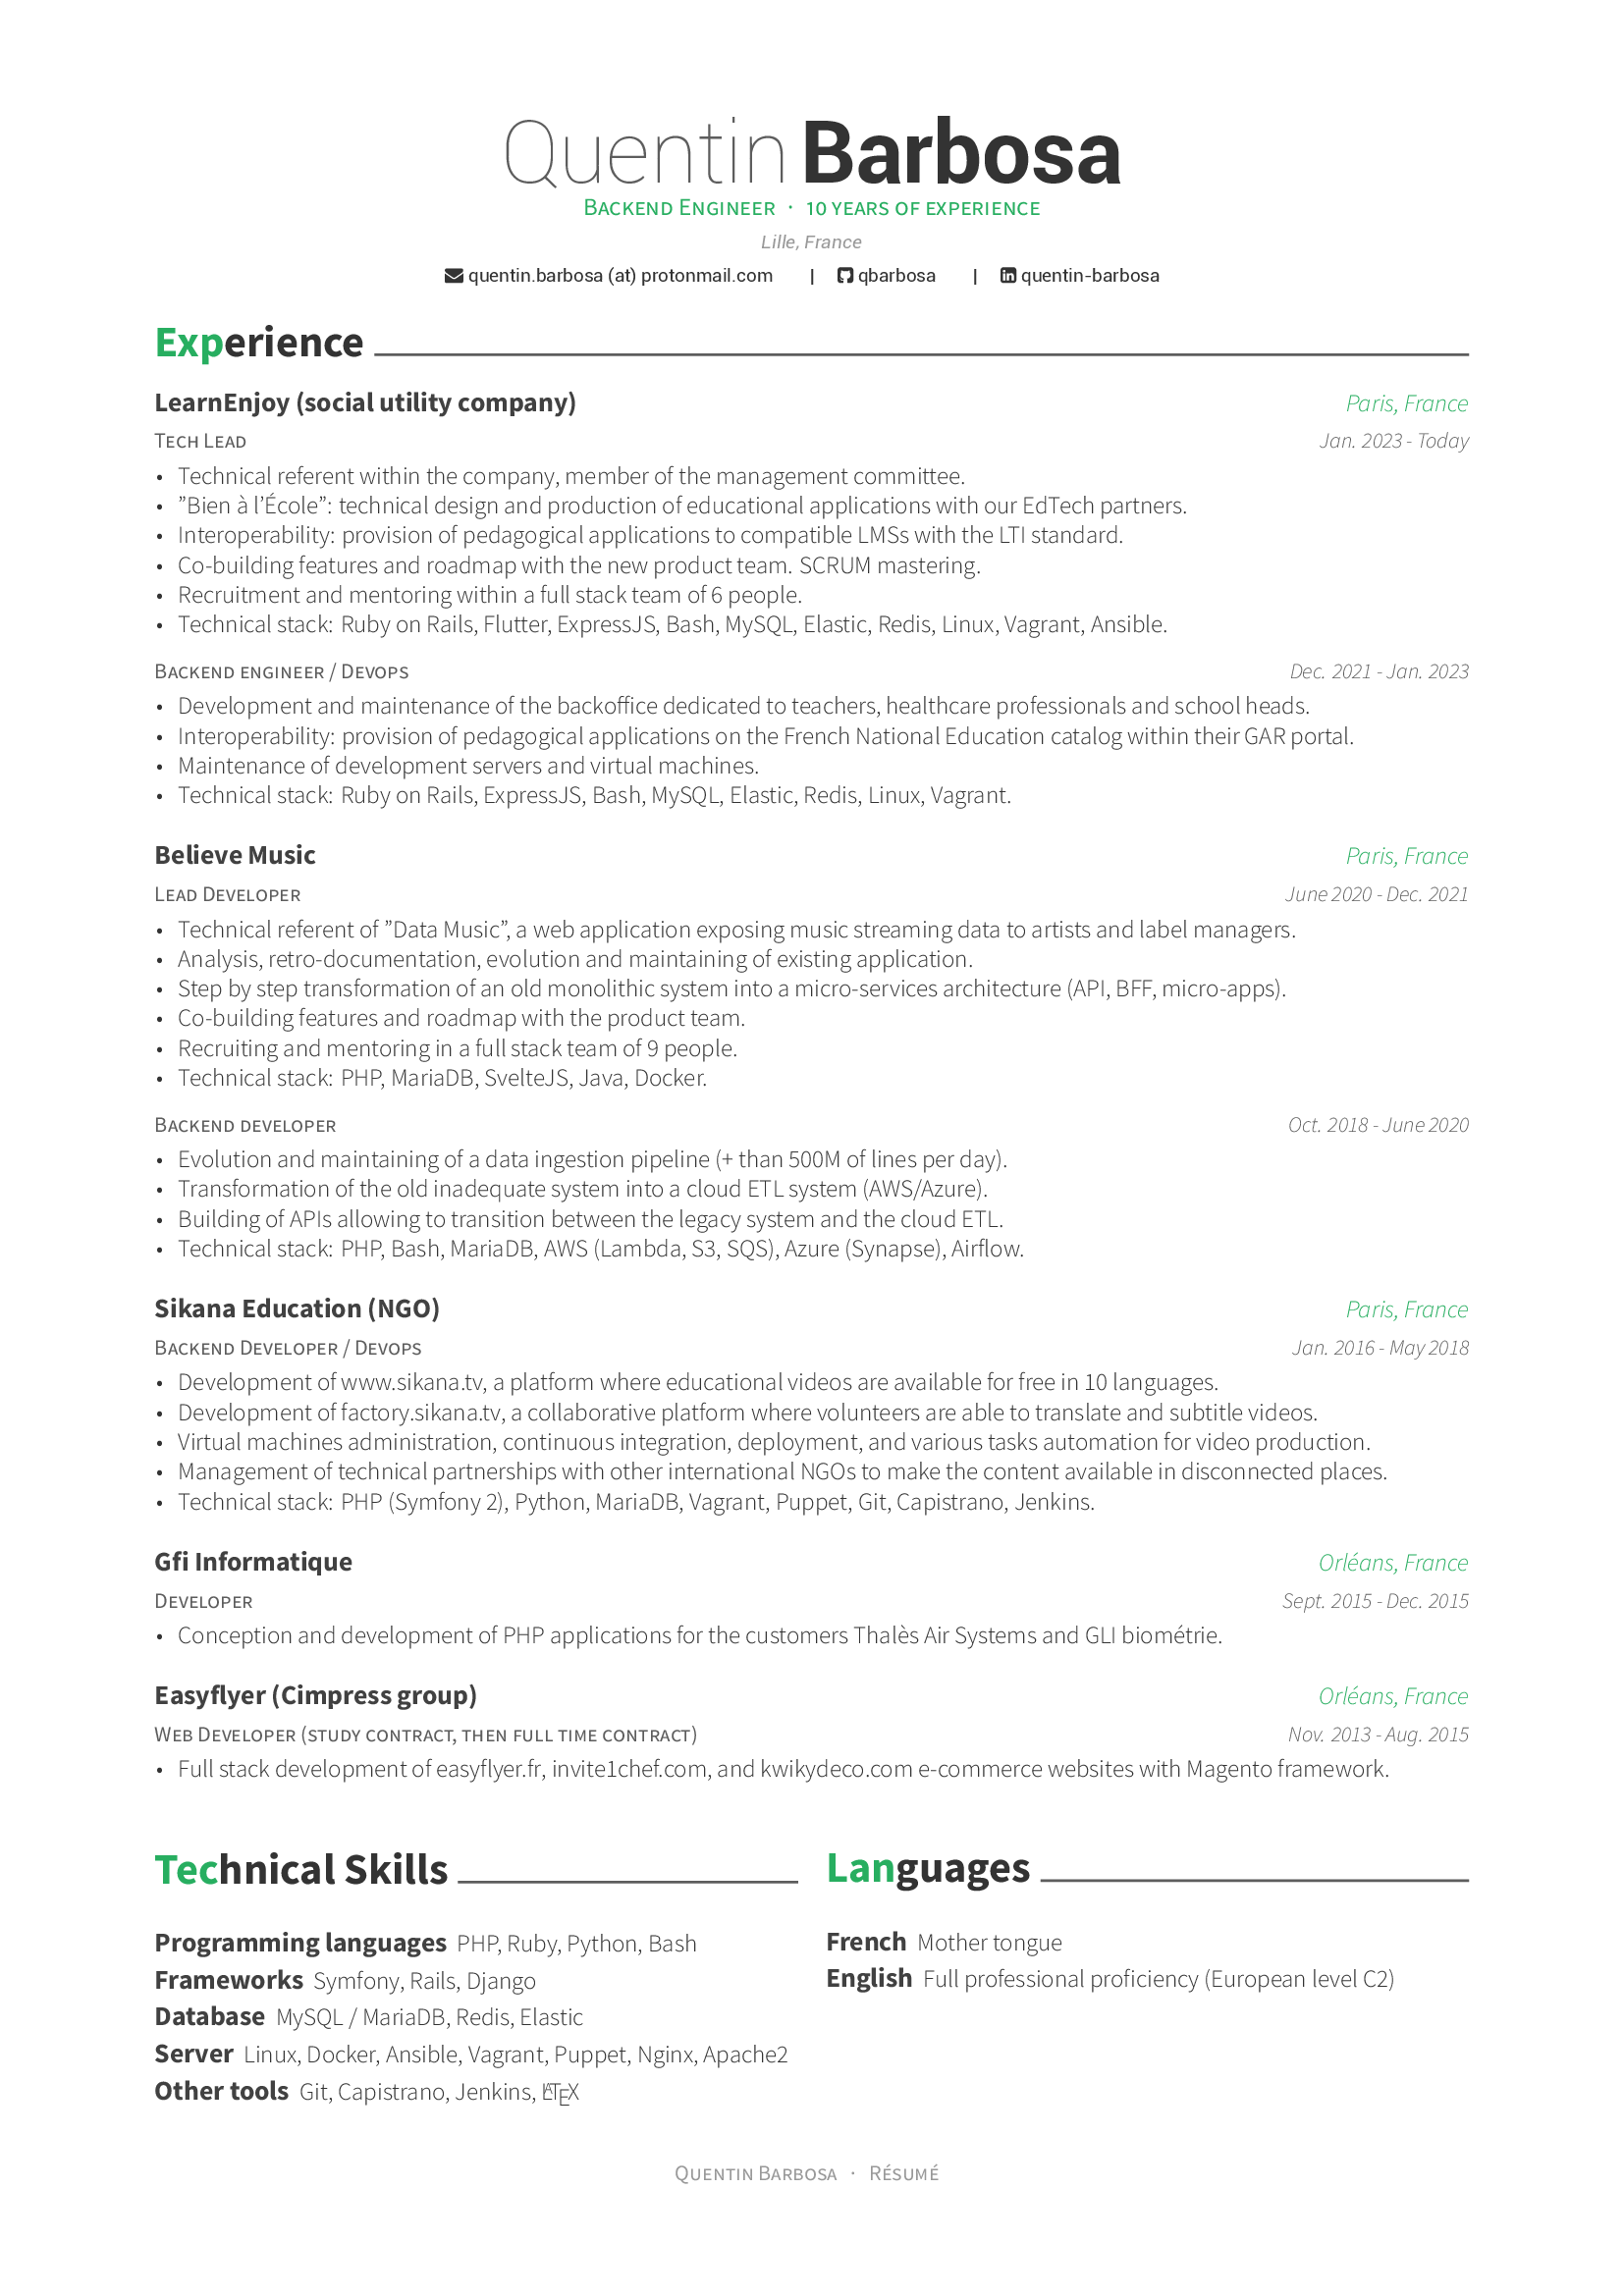 Quentin Barbosa
Backend Engineer · 10 years of experience
Lille, France
quentin.barbosa (at) protonmail.com | qbarbosa | quentin-barbosa
Experience
LearnEnjoy (social utility company) Paris, France
Tech Lead Jan. 2023 - Today
• Technical referent within the company, member of the management committee.
• ”Bien à l’École”: technical design and production of educational applications with our EdTech partners.
• Interoperability: provision of pedagogical applications to compatible LMSs with the LTI standard.
• Co-building features and roadmap with the new product team. SCRUM mastering.
• Recruitment and mentoring within a full stack team of 6 people.
• Technical stack: Ruby on Rails, Flutter, ExpressJS, Bash, MySQL, Elastic, Redis, Linux, Vagrant, Ansible.
Backend engineer / Devops Dec. 2021 - Jan. 2023
• Development and maintenance of the backoffice dedicated to teachers, healthcare professionals and school heads.
• Interoperability: provision of pedagogical applications on the French National Education catalog within their GAR portal.
• Maintenance of development servers and virtual machines.
• Technical stack: Ruby on Rails, ExpressJS, Bash, MySQL, Elastic, Redis, Linux, Vagrant.
Believe Music Paris, France
Lead Developer June 2020 - Dec. 2021
• Technical referent of ”Data Music”, a web application exposing music streaming data to artists and label managers.
• Analysis, retro-documentation, evolution and maintaining of existing application.
• Step by step transformation of an old monolithic system into a micro-services architecture (API, BFF, micro-apps).
• Co-building features and roadmap with the product team.
• Recruiting and mentoring in a full stack team of 9 people.
• Technical stack: PHP, MariaDB, SvelteJS, Java, Docker.
Backend developer Oct. 2018 - June 2020
• Evolution and maintaining of a data ingestion pipeline (+ than 500M of lines per day).
• Transformation of the old inadequate system into a cloud ETL system (AWS/Azure).
• Building of APIs allowing to transition between the legacy system and the cloud ETL.
• Technical stack: PHP, Bash, MariaDB, AWS (Lambda, S3, SQS), Azure (Synapse), Airflow.
Sikana Education (NGO) Paris, France
Backend Developer / Devops Jan. 2016 - May 2018
• Development of www.sikana.tv, a platform where educational videos are available for free in 10 languages.
• Development of factory.sikana.tv, a collaborative platform where volunteers are able to translate and subtitle videos.
• Virtual machines administration, continuous integration, deployment, and various tasks automation for video production.
• Management of technical partnerships with other international NGOs to make the content available in disconnected places.
• Technical stack: PHP (Symfony 2), Python, MariaDB, Vagrant, Puppet, Git, Capistrano, Jenkins.
Gfi Informatique Orléans, France
Developer Sept. 2015 - Dec. 2015
• Conception and development of PHP applications for the customers Thalès Air Systems and GLI biométrie.
Easyflyer (Cimpress group) Orléans, France
Web Developer (study contract, then full time contract) Nov. 2013 - Aug. 2015
• Full stack development of easyflyer.fr, invite1chef.com, and kwikydeco.com e-commerce websites with Magento framework.
Technical Skills
Programming languages PHP, Ruby, Python, Bash
Frameworks Symfony, Rails, Django
Database MySQL / MariaDB, Redis, Elastic
Server Linux, Docker, Ansible, Vagrant, Puppet, Nginx, Apache2
Other tools Git, Capistrano, Jenkins, LATEX
Languages
French Mother tongue
English Full professional proficiency (European level C2)
Quentin Barbosa · Résumé